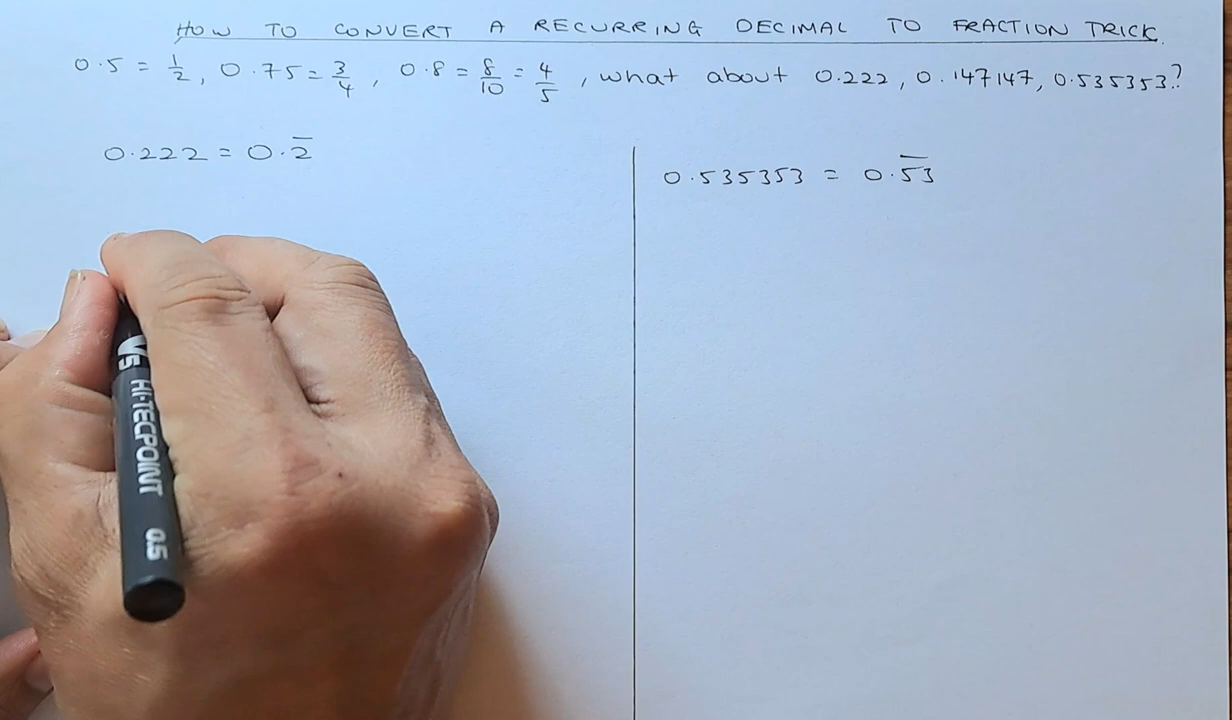 HOW TO CONVERT A RECURRING DECIMAL TO FRACTION TRICK.
0.5 = 1/2, 0.75 = 3/4, 0.8 = 8/10 = 4/5, what about 0.222, 0.147147, 0.535353?
0.222 = 0.2̅
0.535353 = 0.5̅3̅
V5 HI-TECPOINT 0.5